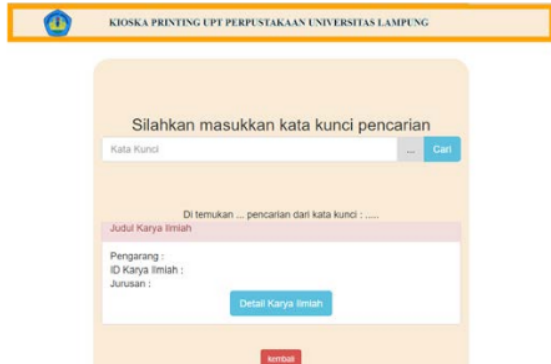 KIOSKA PRINTING UPT PERPUSTAKAAN UNIVERSITAS LAMPUNG
Silahkan masukkan kata kunci pencarian
Kata Kunci ... Cari
Di temukan ... pencarian dari kata kunci : .....
Judul Karya Ilmiah
Pengarang :
ID Karya Ilmiah :
Jurusan :
Detail Karya Ilmiah
kembali